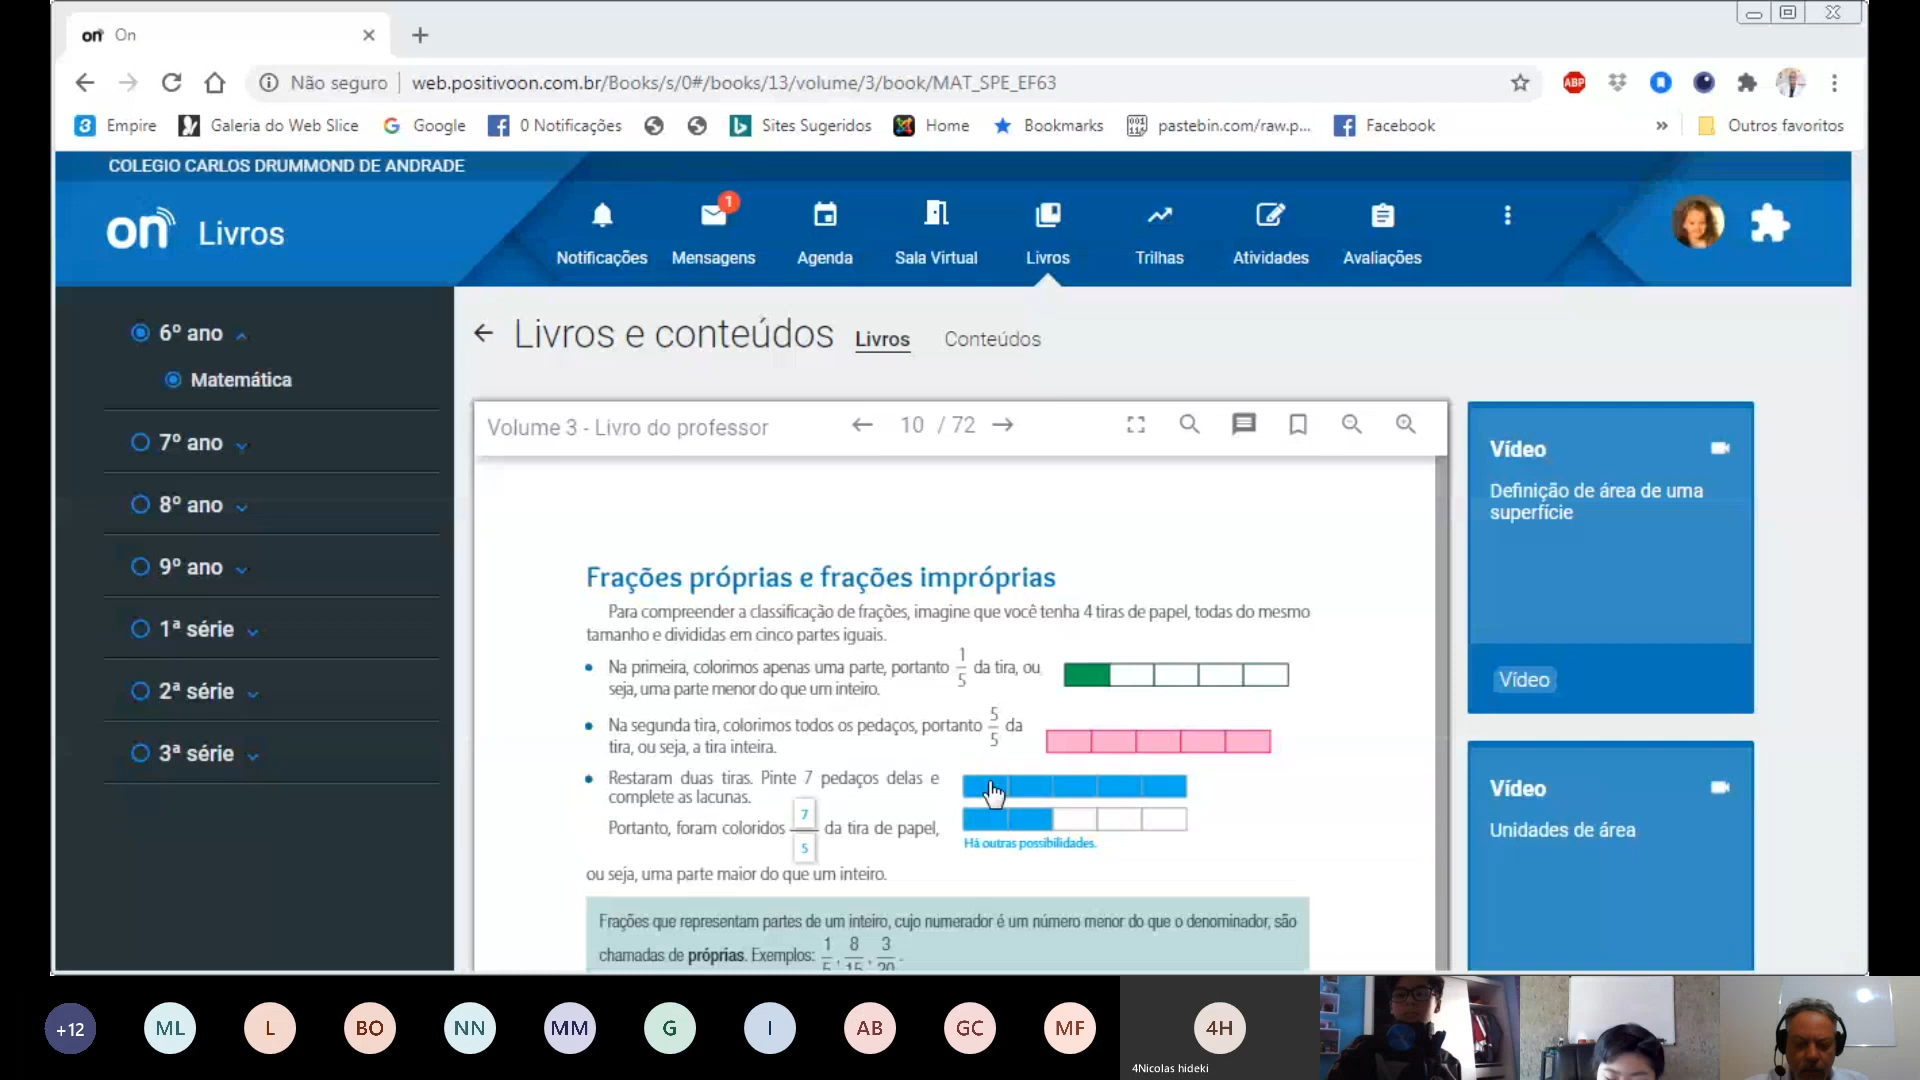 on On
Não seguro web.positivoon.com.br/Books/s/0#/books/13/volume/3/book/MAT_SPE_EF63
ABP
Empire Galeria do Web Slice Google 0 Notificações Sites Sugeridos Home Bookmarks pastebin.com/raw.p... Facebook » Outros favoritos
COLEGIO CARLOS DRUMMOND DE ANDRADE
on Livros
1
Notificações Mensagens Agenda Sala Virtual Livros Trilhas Atividades Avaliações
6º ano
Matemática
7º ano
8º ano
9º ano
1ª série
2ª série
3ª série
Livros e conteúdos Livros Conteúdos
Volume 3 - Livro do professor 10 / 72
Frações próprias e frações impróprias
Para compreender a classificação de frações, imagine que você tenha 4 tiras de papel, todas do mesmo
tamanho e divididas em cinco partes iguais.
• Na primeira, colorimos apenas uma parte, portanto 1/5 da tira, ou
seja, uma parte menor do que um inteiro.
• Na segunda tira, colorimos todos os pedaços, portanto 5/5 da
tira, ou seja, a tira inteira.
• Restaram duas tiras. Pinte 7 pedaços delas e
complete as lacunas.
Portanto, foram coloridos 7/5 da tira de papel,
Há outras possibilidades.
ou seja, uma parte maior do que um inteiro.
Frações que representam partes de um inteiro, cujo numerador é um número menor do que o denominador, são
chamadas de próprias. Exemplos: 1/5, 8/15, 3/20.
Vídeo
Definição de área de uma
superfície
Vídeo
Vídeo
Unidades de área
+12 ML L BO NN MM G I AB GC MF 4H
4Nicolas hideki